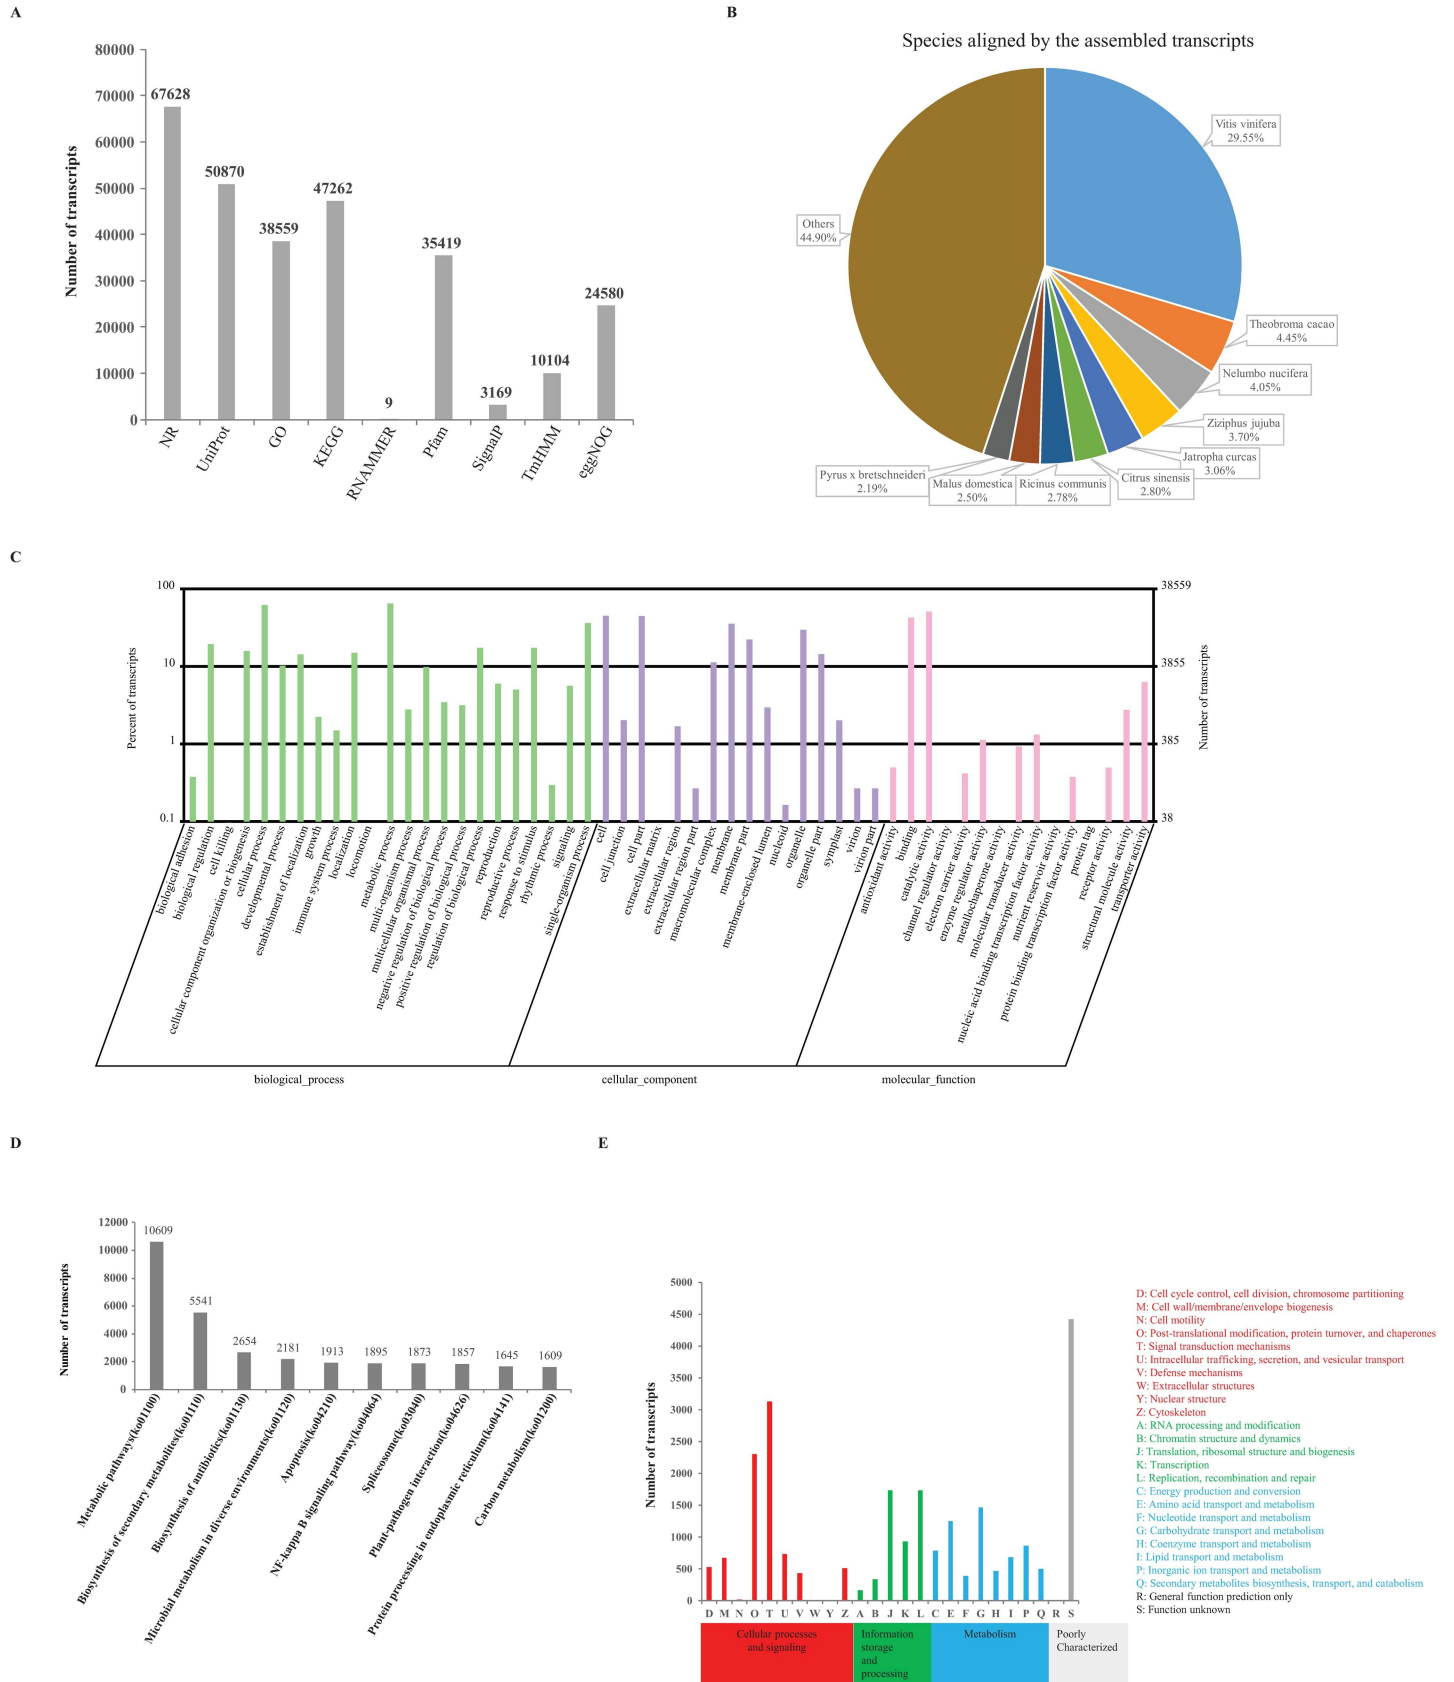 A
80000
70000
60000
50000
40000
30000
20000
10000
0
Number of transcripts
67628
50870
38559
47262
9
35419
3169
10104
24580
NR
UniProt
GO
KEGG
RNAMMER
Pfam
SignalP
TmHMM
eggNOG
B
Species aligned by the assembled transcripts
Vitis vinifera
29.55%
Theobroma cacao
4.45%
Nelumbo nucifera
4.05%
Ziziphus jujuba
3.70%
Jatropha curcas
3.06%
Citrus sinensis
2.80%
Ricinus communis
2.78%
Malus domestica
2.50%
Pyrus x bretschneideri
2.19%
Others
44.90%
C
Percent of transcripts
100
10
1
0.1
38559
3855
385
38
Number of transcripts
biological adhesion
biological regulation
cell killing
cellular component organization or biogenesis
cellular process
developmental process
establishment of localization
growth
immune system process
localization
locomotion
metabolic process
multi-organism process
multicellular organismal process
negative regulation of biological process
positive regulation of biological process
regulation of biological process
reproduction
reproductive process
response to stimulus
rhythmic process
signaling
single-organism process
cell
cell junction
cell part
extracellular matrix
extracellular region
extracellular region part
macromolecular complex
membrane
membrane part
membrane-enclosed lumen
nucleoid
organelle
organelle part
symplast
virion
virion part
antioxidant activity
binding
catalytic activity
channel regulator activity
electron carrier activity
enzyme regulator activity
metallochaperone activity
molecular transducer activity
nucleic acid binding transcription factor activity
nutrient reservoir activity
protein binding transcription factor activity
protein tag
receptor activity
structural molecule activity
transporter activity
biological_process
cellular_component
molecular_function
D
12000
10000
8000
6000
4000
2000
0
Number of transcripts
10609
5541
2654
2181
1913
1895
1873
1857
1645
1609
Metabolic pathways(ko01100)
Biosynthesis of secondary metabolites(ko01110)
Biosynthesis of antibiotics(ko01130)
Microbial metabolism in diverse environments(ko01120)
Apoptosis(ko04210)
NF-kappa B signaling pathway(ko04064)
Spliceosome(ko03040)
Plant-pathogen interaction(ko04626)
Protein processing in endoplasmic reticulum(ko04141)
Carbon metabolism(ko01200)
E
5000
4500
4000
3500
3000
2500
2000
1500
1000
500
0
Number of transcripts
D M N O T U V W Y Z A B J K L C E F G H I P Q R S
Cellular processes
and signaling
Information
storage
and
processing
Metabolism
Poorly
Characterized
D: Cell cycle control, cell division, chromosome partitioning
M: Cell wall/membrane/envelope biogenesis
N: Cell motility
O: Post-translational modification, protein turnover, and chaperones
T: Signal transduction mechanisms
U: Intracellular trafficking, secretion, and vesicular transport
V: Defense mechanisms
W: Extracellular structures
Y: Nuclear structure
Z: Cytoskeleton
A: RNA processing and modification
B: Chromatin structure and dynamics
J: Translation, ribosomal structure and biogenesis
K: Transcription
L: Replication, recombination and repair
C: Energy production and conversion
E: Amino acid transport and metabolism
F: Nucleotide transport and metabolism
G: Carbohydrate transport and metabolism
H: Coenzyme transport and metabolism
I: Lipid transport and metabolism
P: Inorganic ion transport and metabolism
Q: Secondary metabolites biosynthesis, transport, and catabolism
R: General function prediction only
S: Function unknown